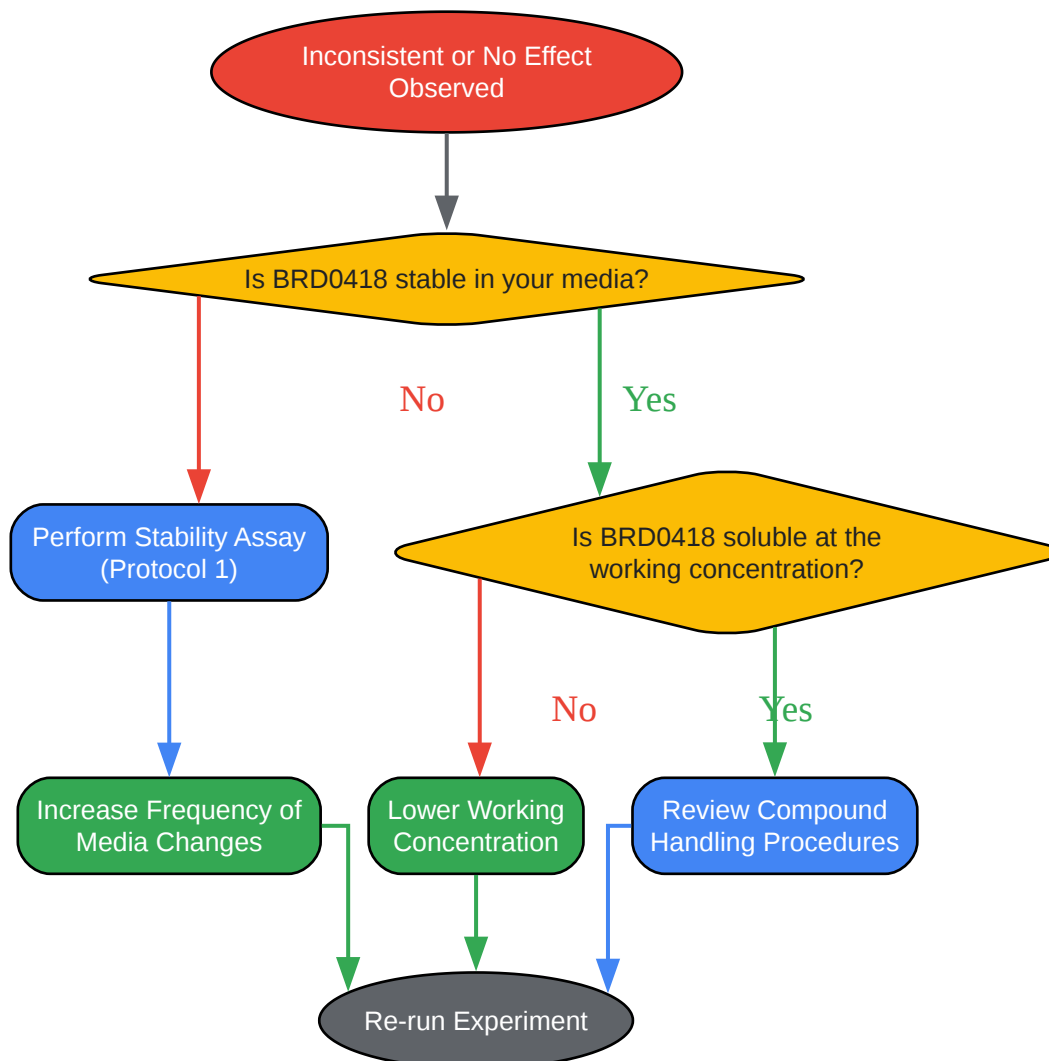 Inconsistent or No Effect
Observed
Is BRD0418 stable in your media?
No
Yes
Perform Stability Assay
(Protocol 1)
Is BRD0418 soluble at the
working concentration?
No
Yes
Increase Frequency of
Media Changes
Lower Working
Concentration
Review Compound
Handling Procedures
Re-run Experiment